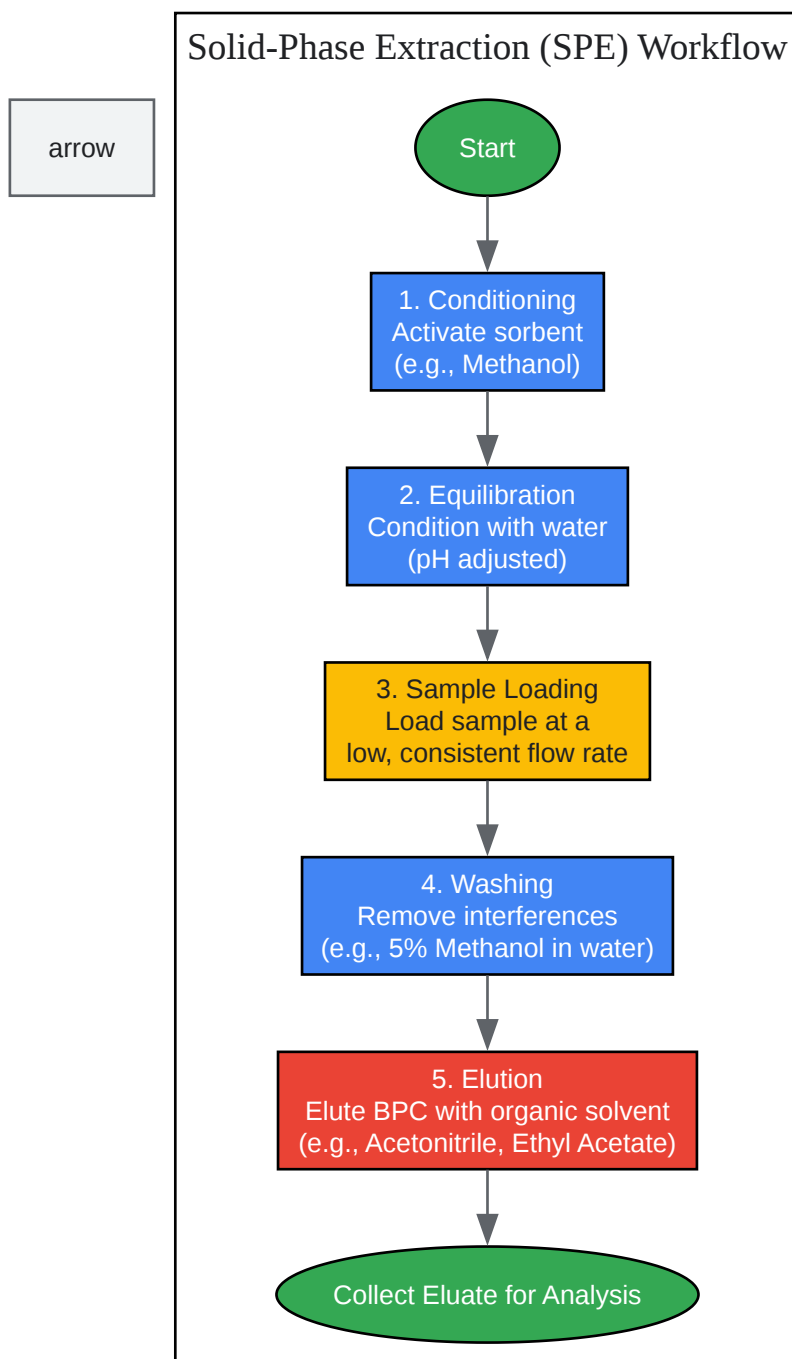 Solid-Phase Extraction (SPE) Workflow
arrow
Start
1. Conditioning
Activate sorbent
(e.g., Methanol)
2. Equilibration
Condition with water
(pH adjusted)
3. Sample Loading
Load sample at a
low, consistent flow rate
4. Washing
Remove interferences
(e.g., 5% Methanol in water)
5. Elution
Elute BPC with organic solvent
(e.g., Acetonitrile, Ethyl Acetate)
Collect Eluate for Analysis